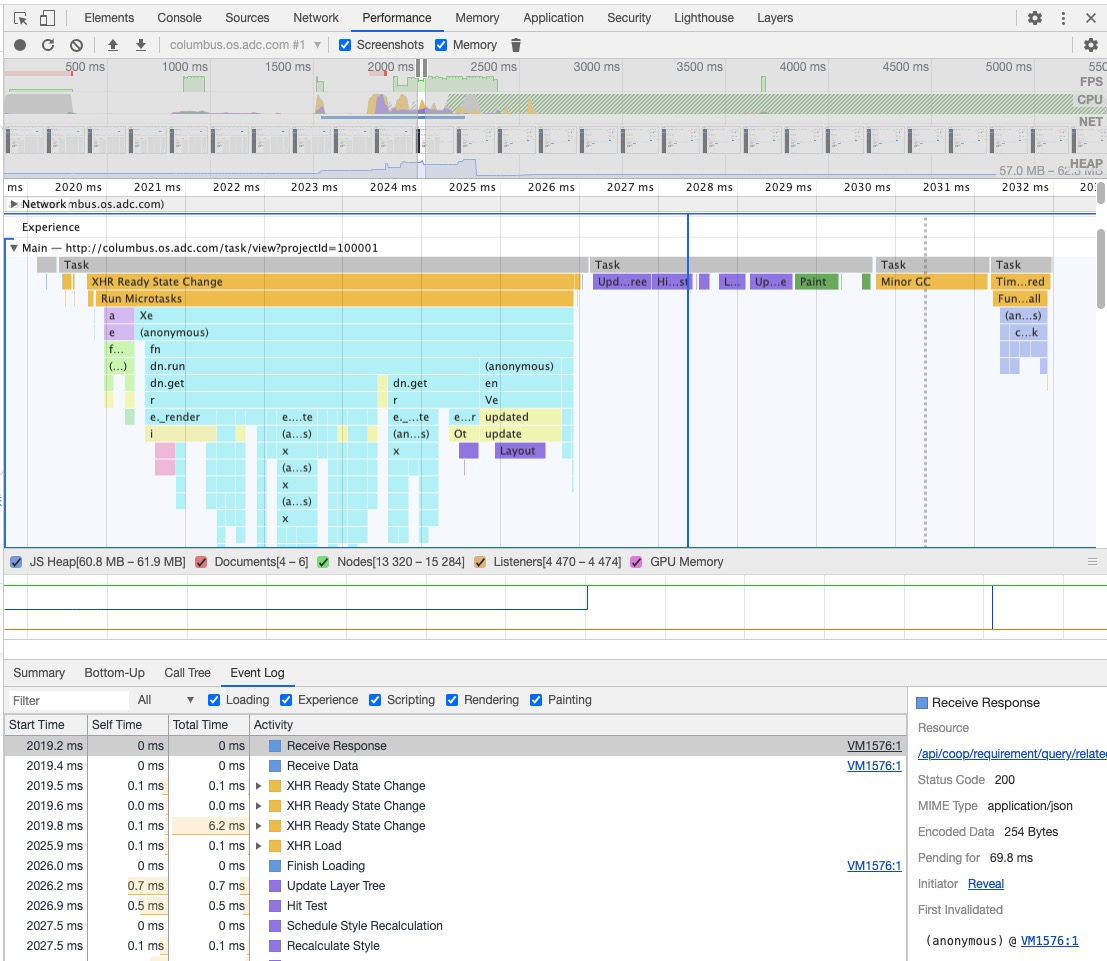 Elements Console Sources Network Performance Memory Application Security Lighthouse Layers
columbus.os.adc.com #1 Screenshots Memory
500 ms 1000 ms 1500 ms 2000 ms 2500 ms 3000 ms 3500 ms 4000 ms 4500 ms 5000 ms 550
FPS
CPU
NET
HEAP
57.0 MB – 62.3 MB
ms 2020 ms 2021 ms 2022 ms 2023 ms 2024 ms 2025 ms 2026 ms 2027 ms 2028 ms 2029 ms 2030 ms 2031 ms 2032 ms 203
Network mbus.os.adc.com)
Experience
Main — http://columbus.os.adc.com/task/view?projectId=100001
Task Task Task Task
XHR Ready State Change Upd...ree Hi...st L... Up...e Paint Minor GC Tim...red
Run Microtasks Fun...all
a Xe (an...s)
e (anonymous) c...k
f... fn
(...) dn.run (anonymous)
dn.get dn.get en
r r Ve
e._render e....te e._...te e...r updated
i (a...s) (an...s) Ot update
x x Layout
(a...s)
x
(a...s)
x
JS Heap[60.8 MB – 61.9 MB] Documents[4 – 6] Nodes[13 320 – 15 284] Listeners[4 470 – 4 474] GPU Memory
Summary Bottom-Up Call Tree Event Log
Filter All Loading Experience Scripting Rendering Painting
Start Time Self Time Total Time Activity
2019.2 ms 0 ms 0 ms Receive Response VM1576:1
2019.4 ms 0 ms 0 ms Receive Data VM1576:1
2019.5 ms 0.1 ms 0.1 ms XHR Ready State Change
2019.6 ms 0.0 ms 0.0 ms XHR Ready State Change
2019.8 ms 0.1 ms 6.2 ms XHR Ready State Change
2025.9 ms 0.1 ms 0.1 ms XHR Load
2026.0 ms 0 ms 0 ms Finish Loading VM1576:1
2026.2 ms 0.7 ms 0.7 ms Update Layer Tree
2026.9 ms 0.5 ms 0.5 ms Hit Test
2027.5 ms 0 ms 0 ms Schedule Style Recalculation
2027.5 ms 0.1 ms 0.1 ms Recalculate Style
Receive Response
Resource
/api/coop/requirement/query/relate
Status Code 200
MIME Type application/json
Encoded Data 254 Bytes
Pending for 69.8 ms
Initiator Reveal
First Invalidated
(anonymous) @ VM1576:1